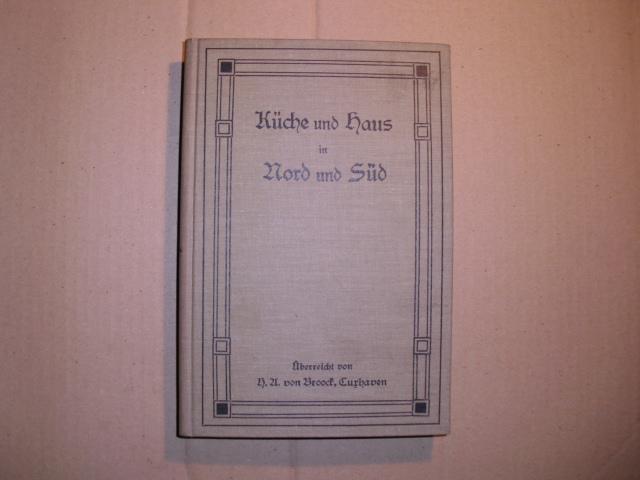 Küche und Haus
in
Nord und Süd
Überreicht von
H. A. von Broock, Cuxhaven